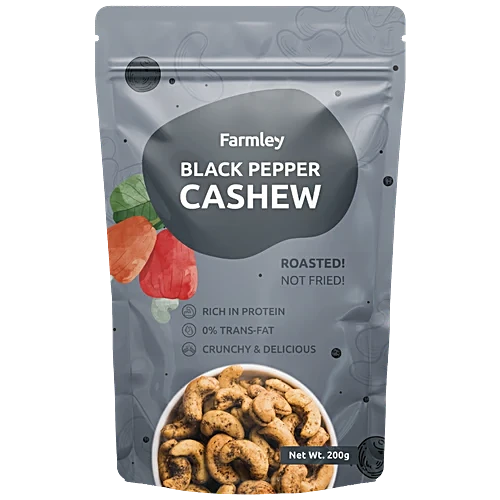 Farmley
BLACK PEPPER
CASHEW
ROASTED!
NOT FRIED!
RICH IN PROTEIN
0% TRANS-FAT
CRUNCHY & DELICIOUS
Net Wt. 200g